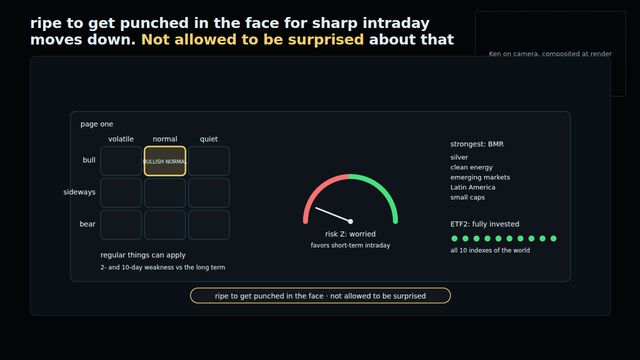 ripe to get punched in the face for sharp intraday
moves down. Not allowed to be surprised about that
Ken on camera, composited at render
page one
volatile normal quiet
bull
BULLISH NORMAL
sideways
bear
regular things can apply
2- and 10-day weakness vs the long term
risk Z: worried
favors short-term intraday
strongest: BMR
silver
clean energy
emerging markets
Latin America
small caps
ETF2: fully invested
all 10 indexes of the world
ripe to get punched in the face · not allowed to be surprised